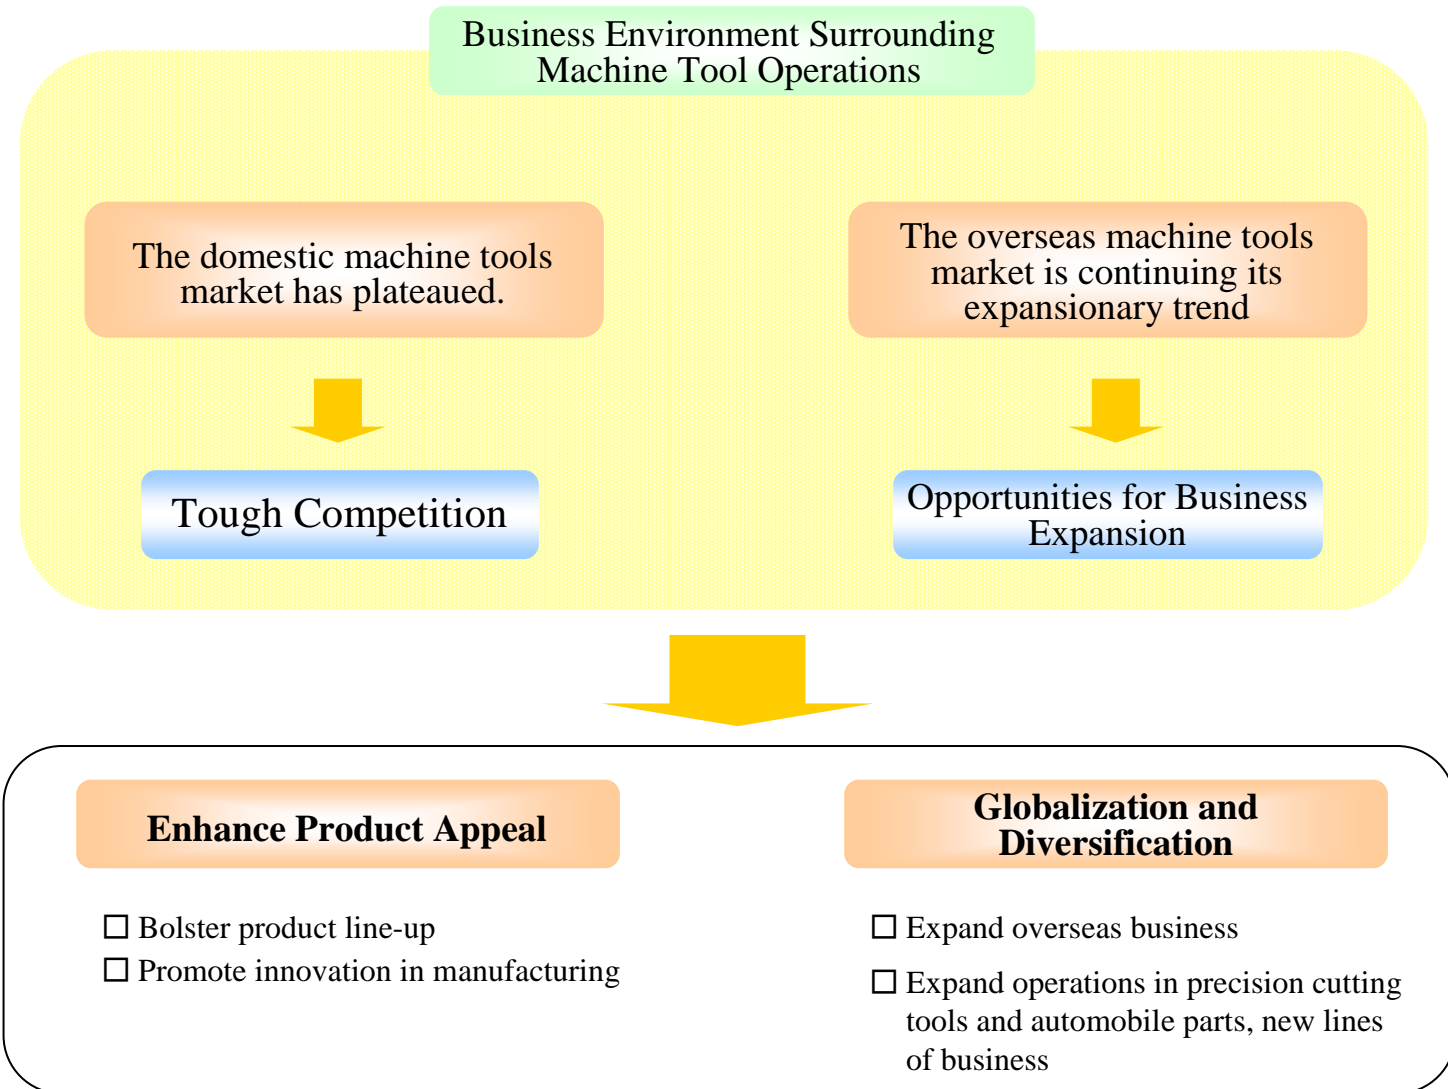 Business Environment Surrounding
Machine Tool Operations
The domestic machine tools
market has plateaued.
The overseas machine tools
market is continuing its
expansionary trend
Tough Competition
Opportunities for Business
Expansion
Enhance Product Appeal
Globalization and
Diversification
☐ Bolster product line-up
☐ Promote innovation in manufacturing
☐ Expand overseas business
☐ Expand operations in precision cutting
tools and automobile parts, new lines
of business